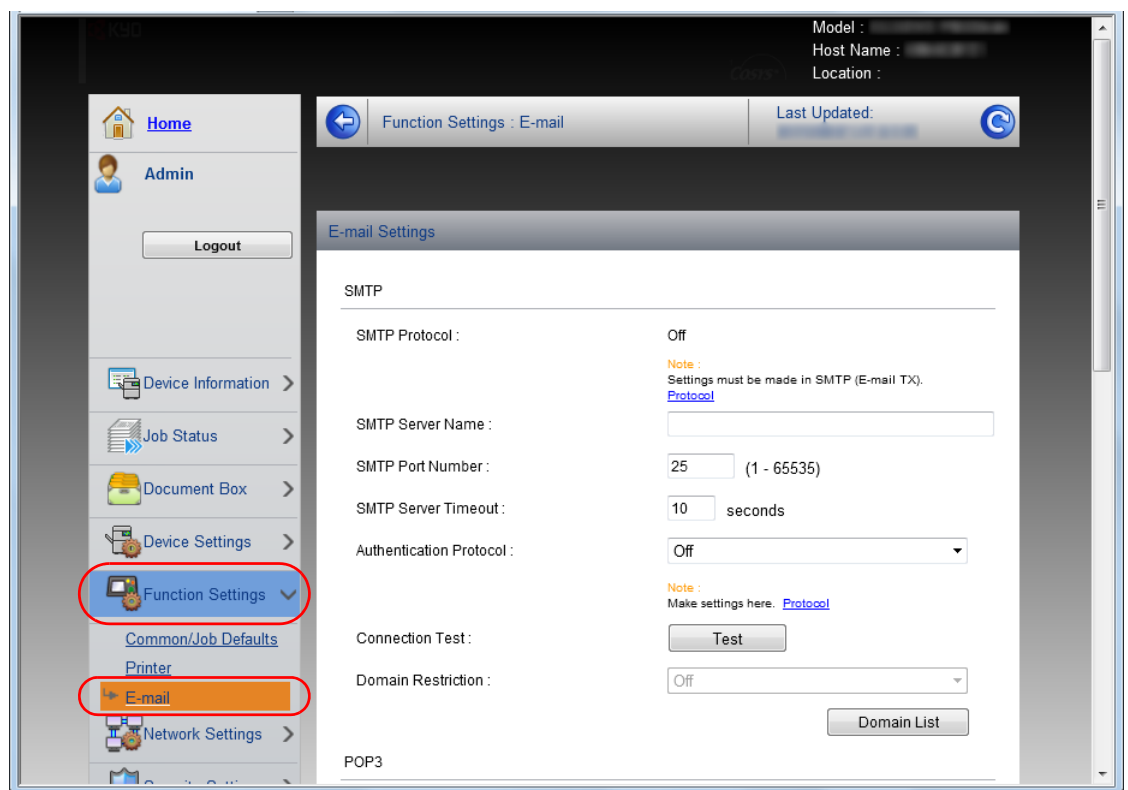 KYO
Model :
Host Name :
Location :
Home
Admin
Logout
Device Information
Job Status
Document Box
Device Settings
Function Settings
Common/Job Defaults
Printer
E-mail
Network Settings
Function Settings : E-mail
Last Updated:
E-mail Settings
SMTP
SMTP Protocol : Off
Note :
Settings must be made in SMTP (E-mail TX).
Protocol
SMTP Server Name :
SMTP Port Number : 25 (1 - 65535)
SMTP Server Timeout : 10 seconds
Authentication Protocol : Off
Note :
Make settings here. Protocol
Connection Test : Test
Domain Restriction : Off
Domain List
POP3